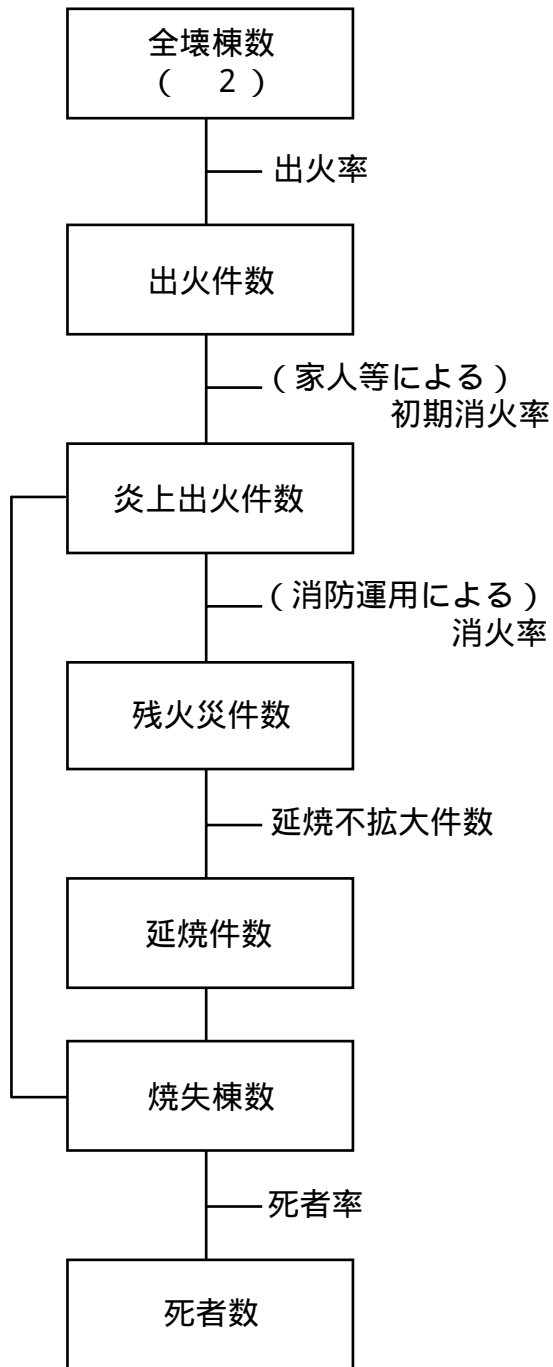 全壊棟数
(　2)
出火率
出火件数
(家人等による)
初期消火率
炎上出火件数
(消防運用による)
消火率
残火災件数
延焼不拡大件数
延焼件数
焼失棟数
死者率
死者数